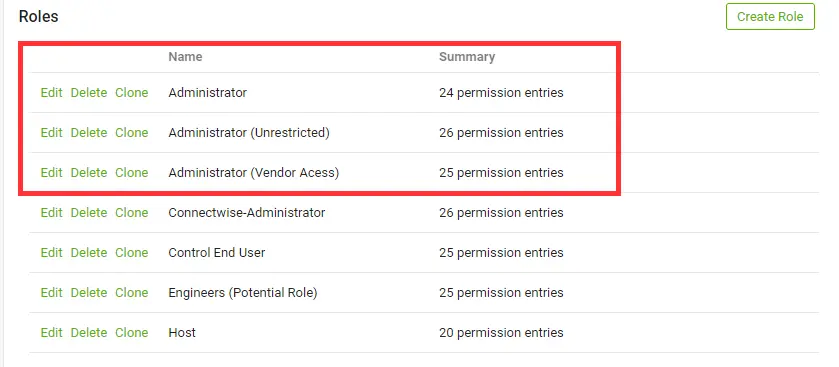 Roles Create Role
Name Summary
Edit Delete Clone Administrator 24 permission entries
Edit Delete Clone Administrator (Unrestricted) 26 permission entries
Edit Delete Clone Administrator (Vendor Acess) 25 permission entries
Edit Delete Clone Connectwise-Administrator 26 permission entries
Edit Delete Clone Control End User 25 permission entries
Edit Delete Clone Engineers (Potential Role) 25 permission entries
Edit Delete Clone Host 20 permission entries